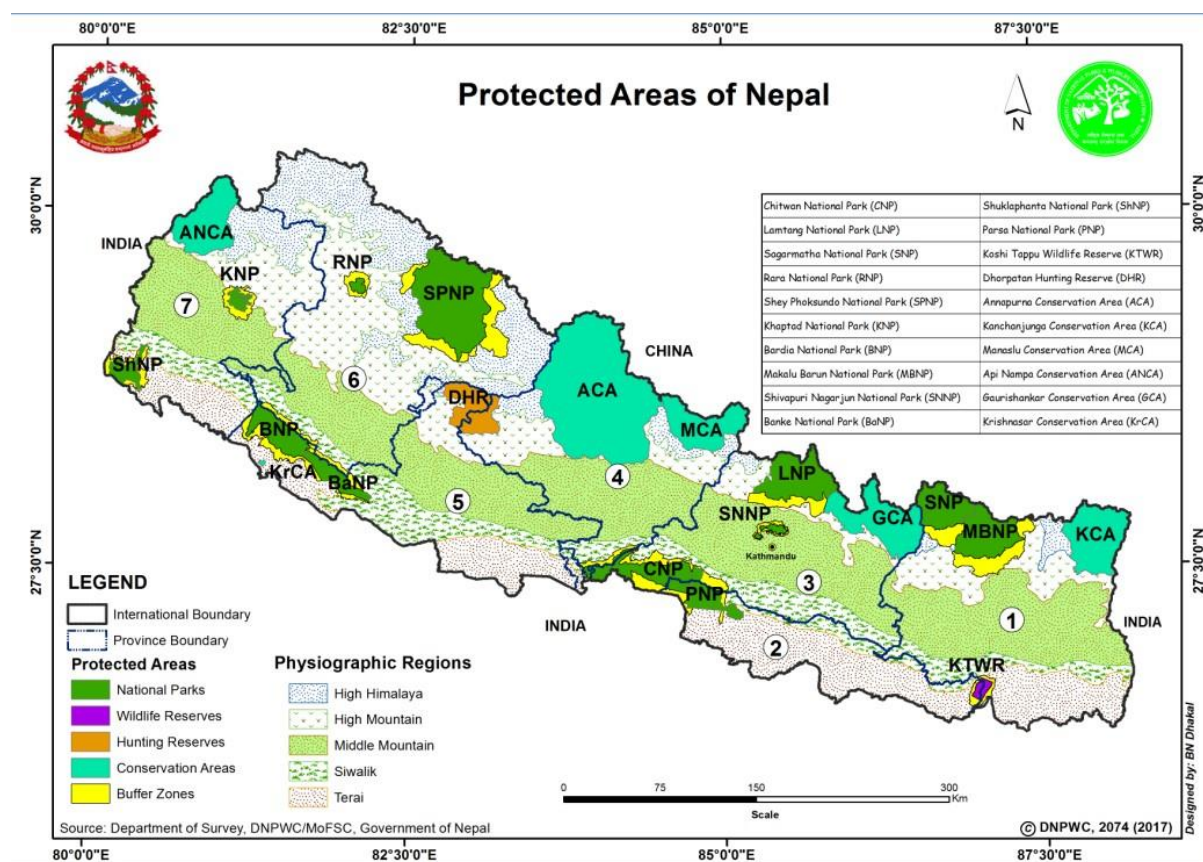 80°0'0"E 82°30'0"E 85°0'0"E 87°30'0"E
Protected Areas of Nepal
N
30°0'0"N
30°0'0"N
Chitwan National Park (CNP) Shuklaphanta National Park (ShNP)
Lamtang National Park (LNP) Parsa National Park (PNP)
Sagarmatha National Park (SNP) Koshi Tappu Wildlife Reserve (KTWR)
Rara National Park (RNP) Dhorpatan Hunting Reserve (DHR)
Shey Phoksundo National Park (SPNP) Annapurna Conservation Area (ACA)
Khaptad National Park (KNP) Kanchanjunga Conservation Area (KCA)
Bardia National Park (BNP) Manaslu Conservation Area (MCA)
Makalu Barun National Park (MBNP) Api Nampa Conservation Area (ANCA)
Shivapuri Nagarjun National Park (SNNP) Gaurishankar Conservation Area (GCA)
Banke National Park (BaNP) Krishnasar Conservation Area (KrCA)
INDIA
ANCA
KNP
RNP
SPNP
7
CHINA
ShNP
6
DHR
ACA
BNP
MCA
KrCA
BaNP
4
LNP
5
SNNP
GCA
SNP
MBNP
KCA
Kathmandu
CNP
3
PNP
INDIA
1
INDIA
2
KTWR
27°30'0"N
27°30'0"N
LEGEND
International Boundary
Province Boundary
Protected Areas
National Parks
Wildlife Reserves
Hunting Reserves
Conservation Areas
Buffer Zones
Physiographic Regions
High Himalaya
High Mountain
Middle Mountain
Siwalik
Terai
0 75 150 300
Km
Scale
Designed by: BN Dhakal
Source: Department of Survey, DNPWC/MoFSC, Government of Nepal
© DNPWC, 2074 (2017)
80°0'0"E 82°30'0"E 85°0'0"E 87°30'0"E